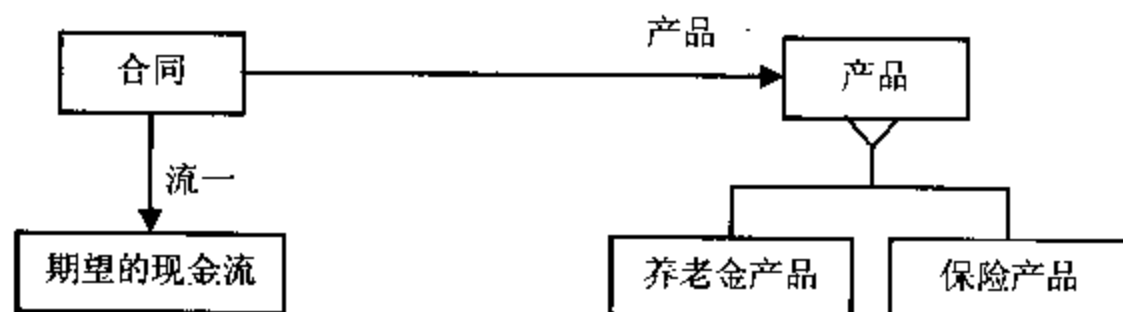 产品
合同
产品
流一
期望的现金流
养老金产品
保险产品